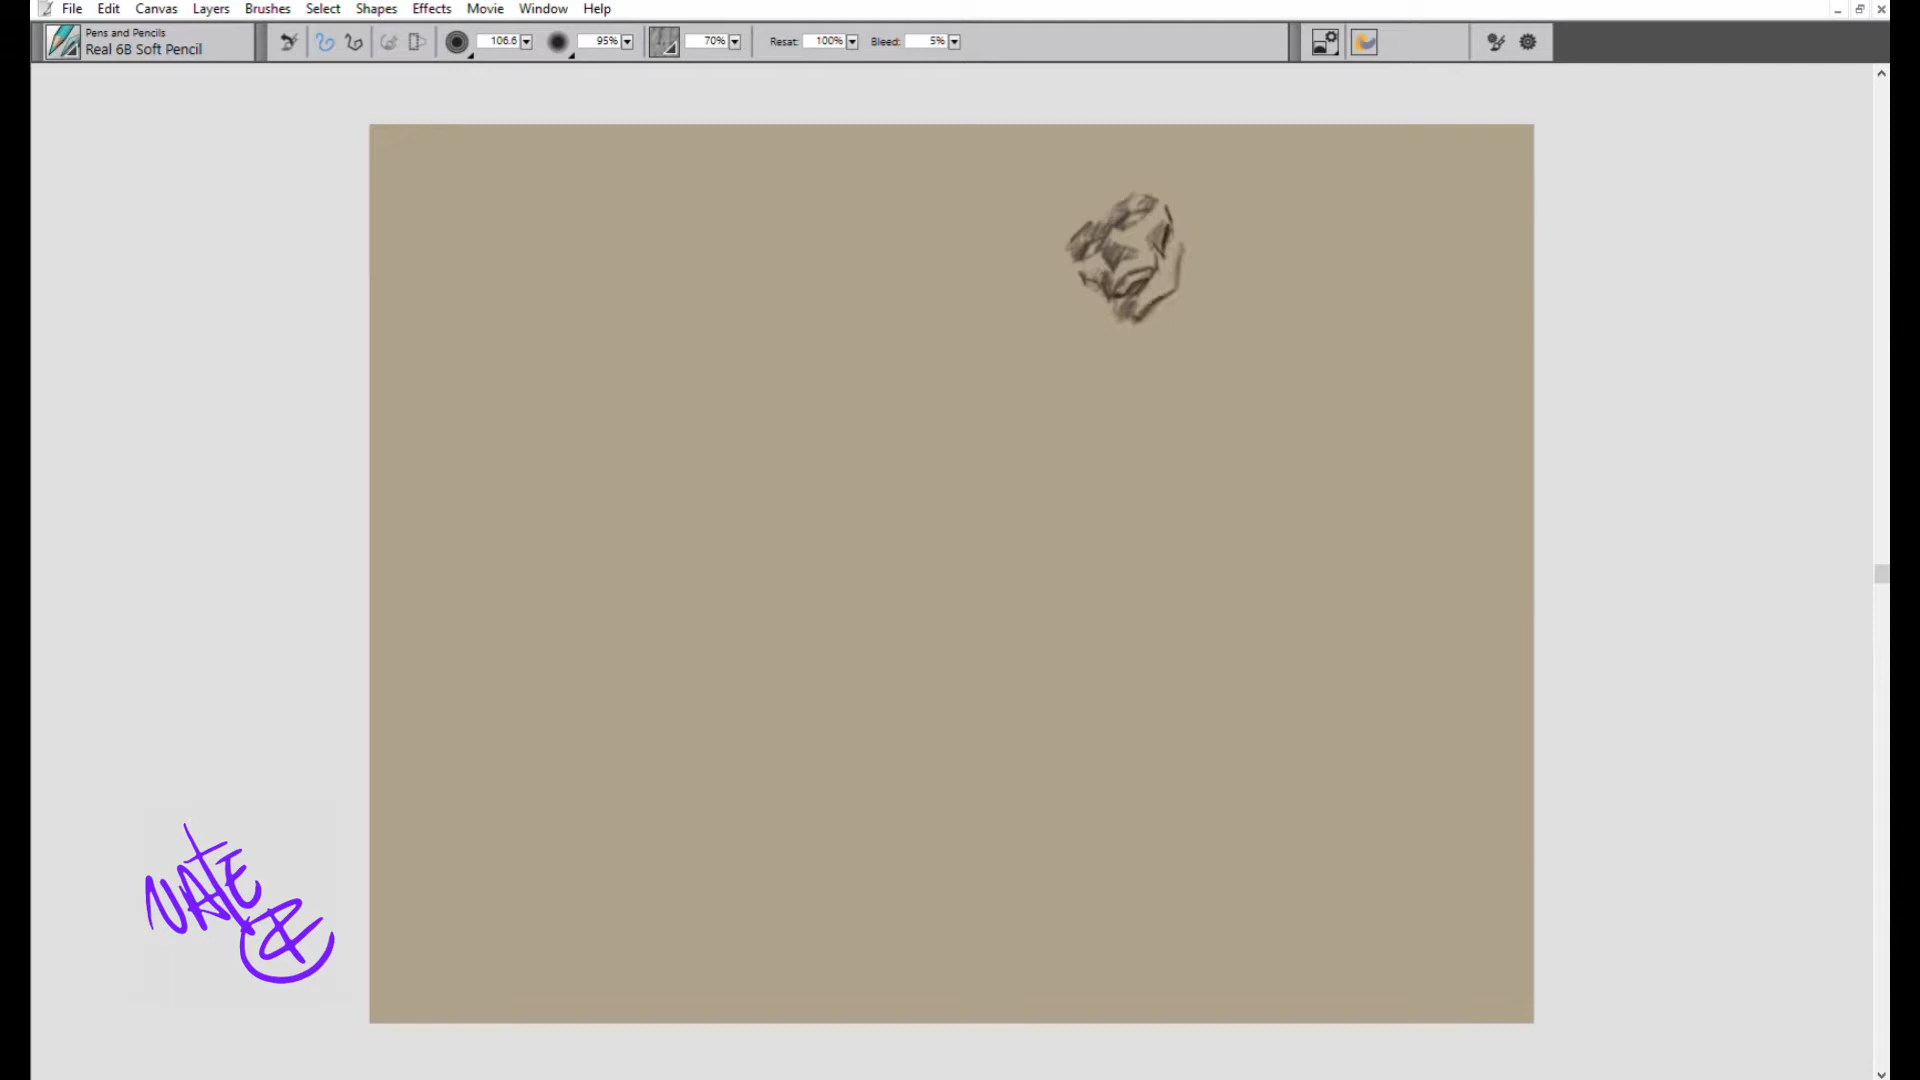 File Edit Canvas Layers Brushes Select Shapes Effects Movie Window Help
Pens and Pencils
Real 6B Soft Pencil
106.6 95% 70% Resat: 100% Bleed: 5%
NATE